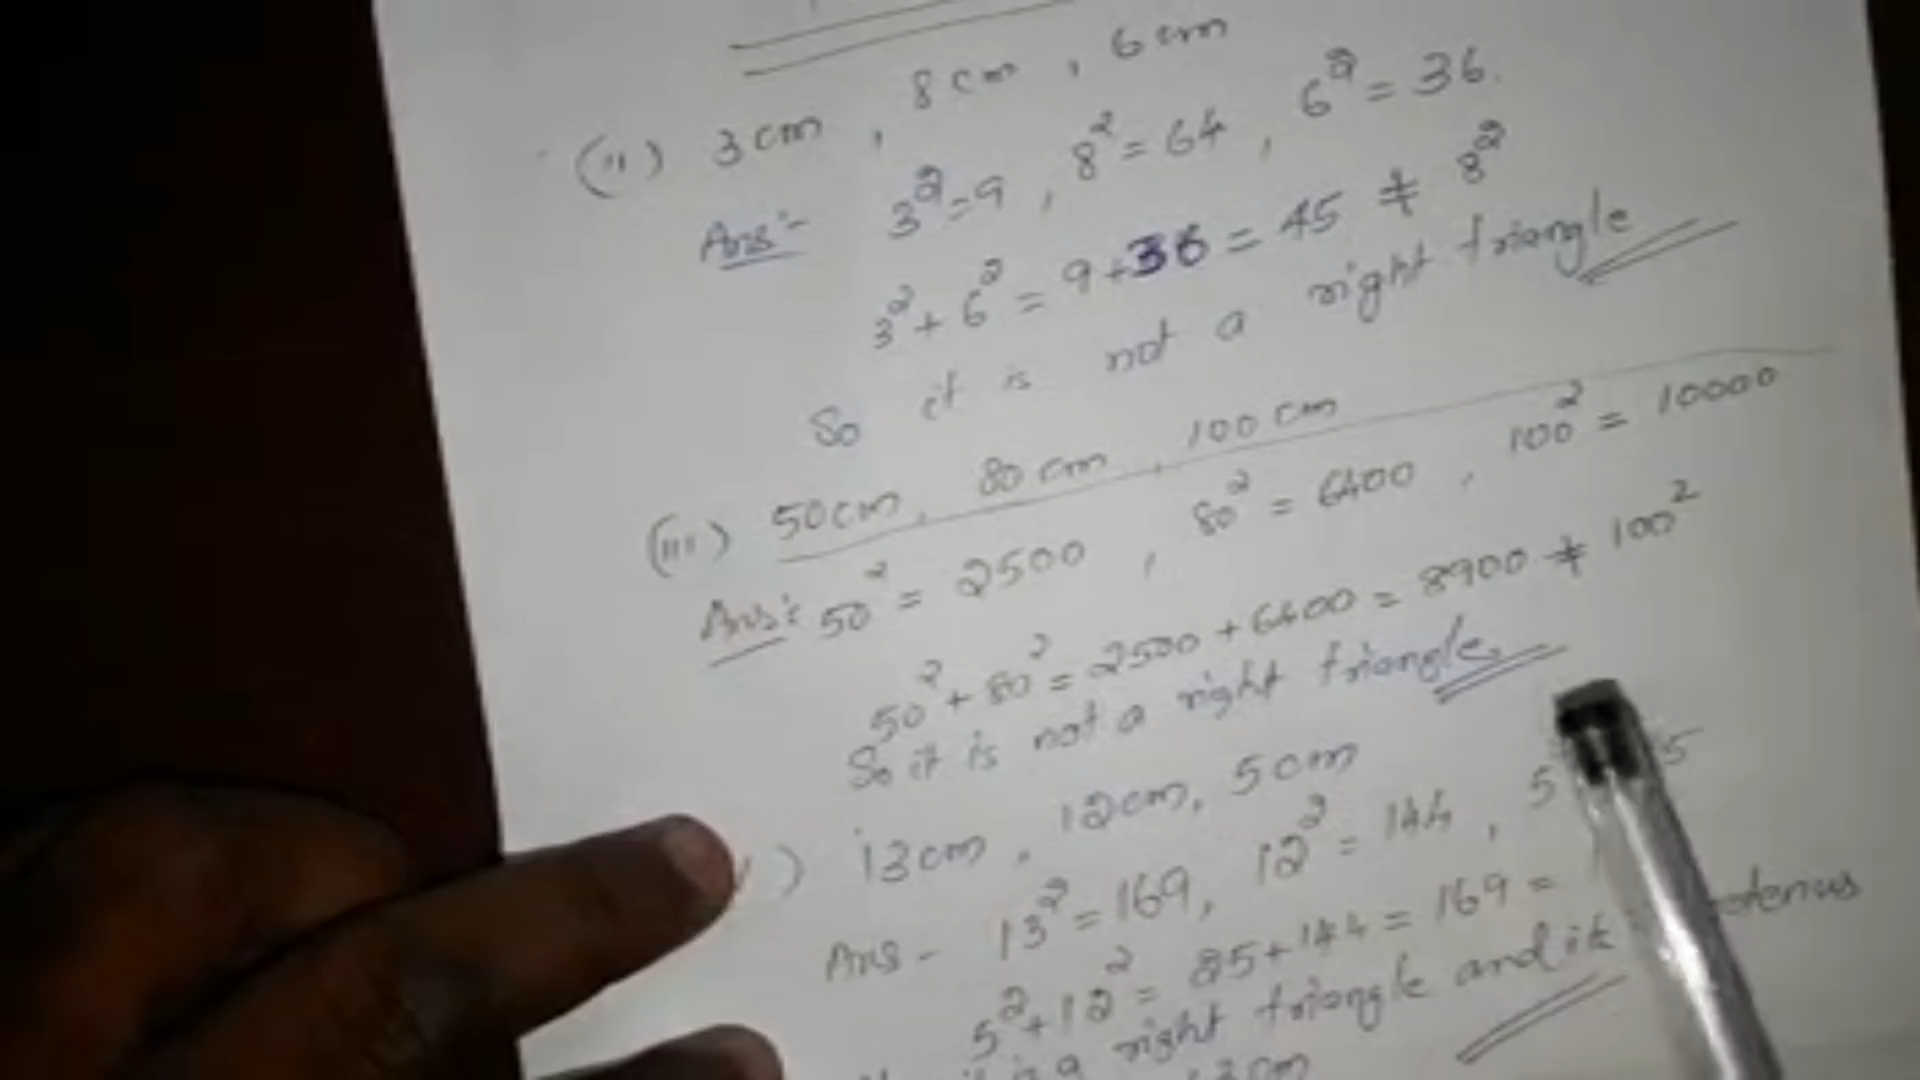 (ii) 3cm, 8cm, 6cm
Ans:- 3²=9, 8²=64, 6²=36.
3²+6²=9+36=45≠8²
So it is not a right triangle
(iii) 50cm, 80cm, 100cm
Ans: 50²=2500, 80²=6400, 100²=10000
50²+80²=2500+6400=8900≠100²
So it is not a right triangle.
) 13cm, 12cm, 5cm
Ans- 13²=169, 12²=144, 5 5
5²+12²=25+144=169=
a right triangle and it